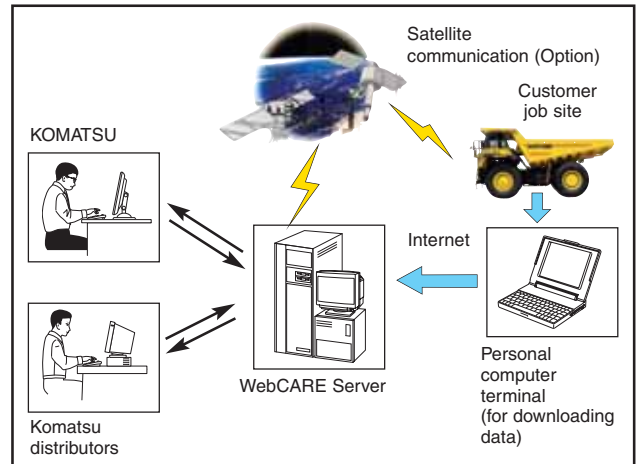 Satellite
communication (Option)
Customer
job site
KOMATSU
Internet
WebCARE Server
Personal
computer
terminal
(for downloading
data)
Komatsu
distributors